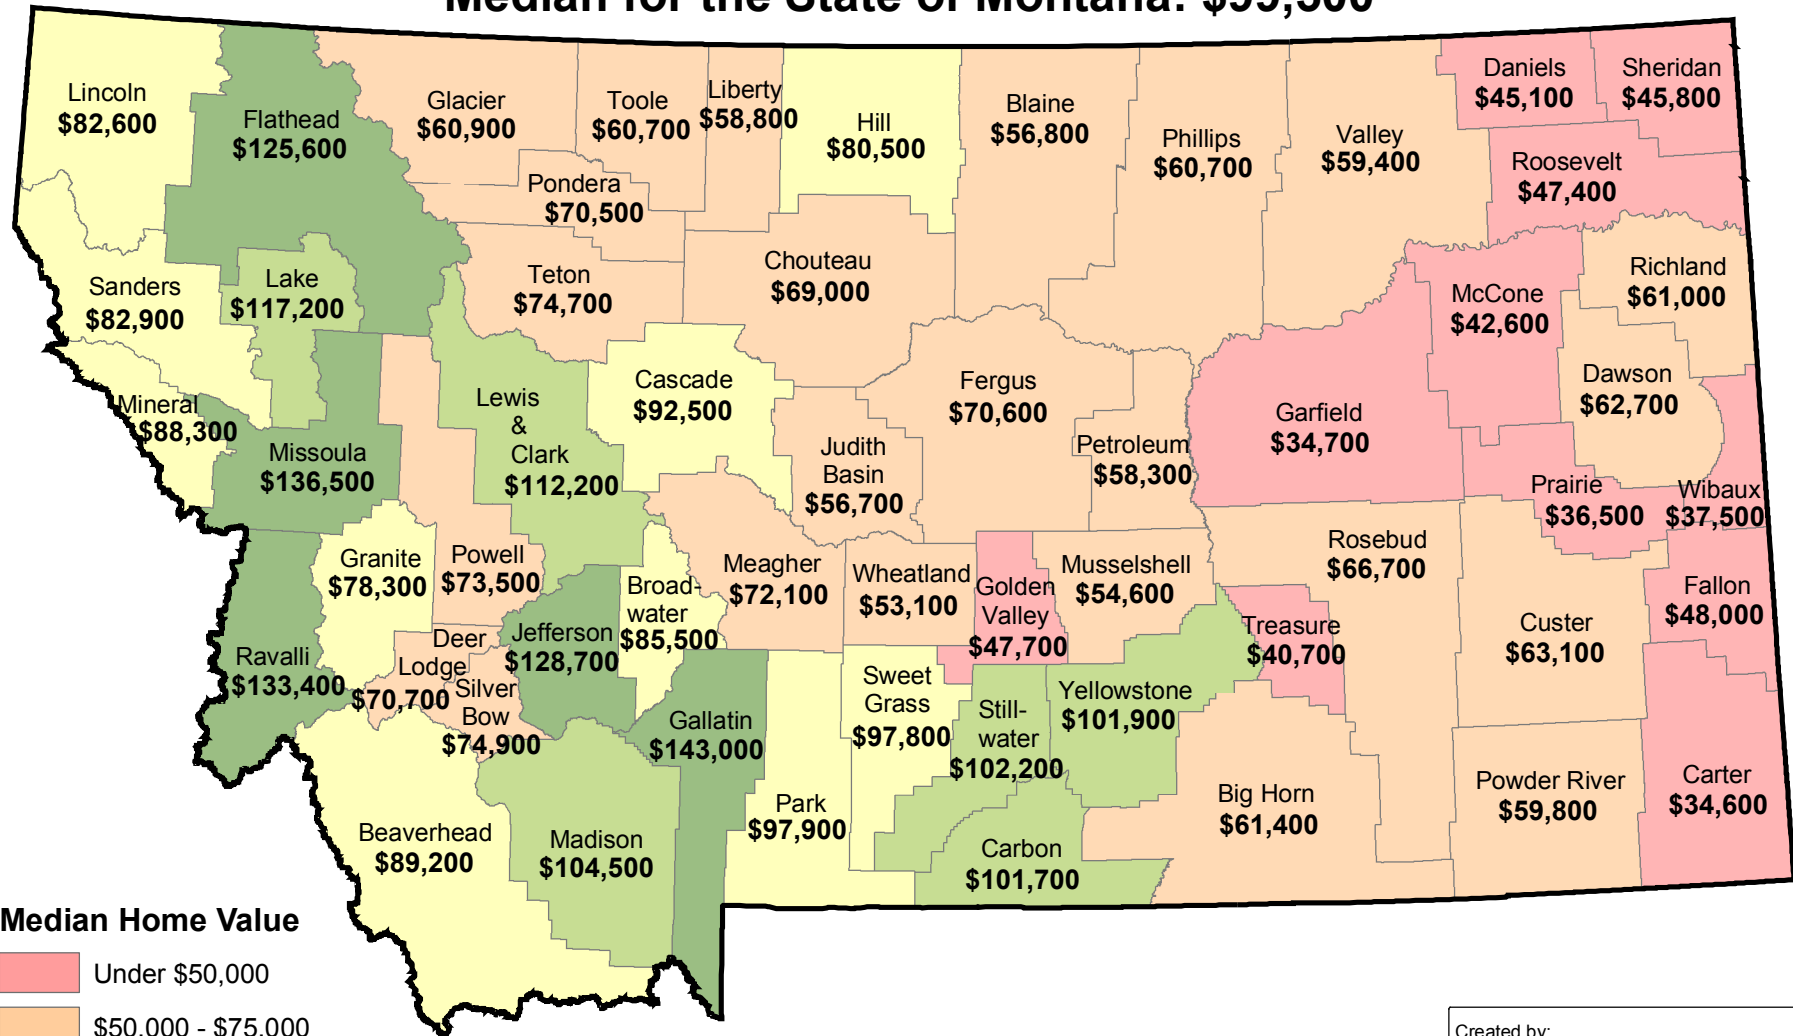 Median for the State of Montana: $99,500
Lincoln
$82,600
Flathead
$125,600
Glacier
$60,900
Toole
$60,700
Liberty
$58,800
Hill
$80,500
Blaine
$56,800
Phillips
$60,700
Valley
$59,400
Daniels
$45,100
Sheridan
$45,800
Roosevelt
$47,400
Pondera
$70,500
Teton
$74,700
Chouteau
$69,000
Sanders
$82,900
Lake
$117,200
McCone
$42,600
Richland
$61,000
Mineral
$88,300
Missoula
$136,500
Lewis
&
Clark
$112,200
Cascade
$92,500
Judith
Basin
$56,700
Fergus
$70,600
Petroleum
$58,300
Garfield
$34,700
Dawson
$62,700
Prairie
$36,500
Wibaux
$37,500
Granite
$78,300
Powell
$73,500
Broad-
water
$85,500
Meagher
$72,100
Wheatland
$53,100
Golden
Valley
$47,700
Musselshell
$54,600
Rosebud
$66,700
Treasure
$40,700
Custer
$63,100
Fallon
$48,000
Ravalli
$133,400
Deer
Lodge
$70,700
Silver
Bow
$74,900
Jefferson
$128,700
Gallatin
$143,000
Sweet
Grass
$97,800
Still-
water
$102,200
Yellowstone
$101,900
Beaverhead
$89,200
Madison
$104,500
Park
$97,900
Carbon
$101,700
Big Horn
$61,400
Powder River
$59,800
Carter
$34,600
Median Home Value
Under $50,000
$50,000 - $75,000
Created by: